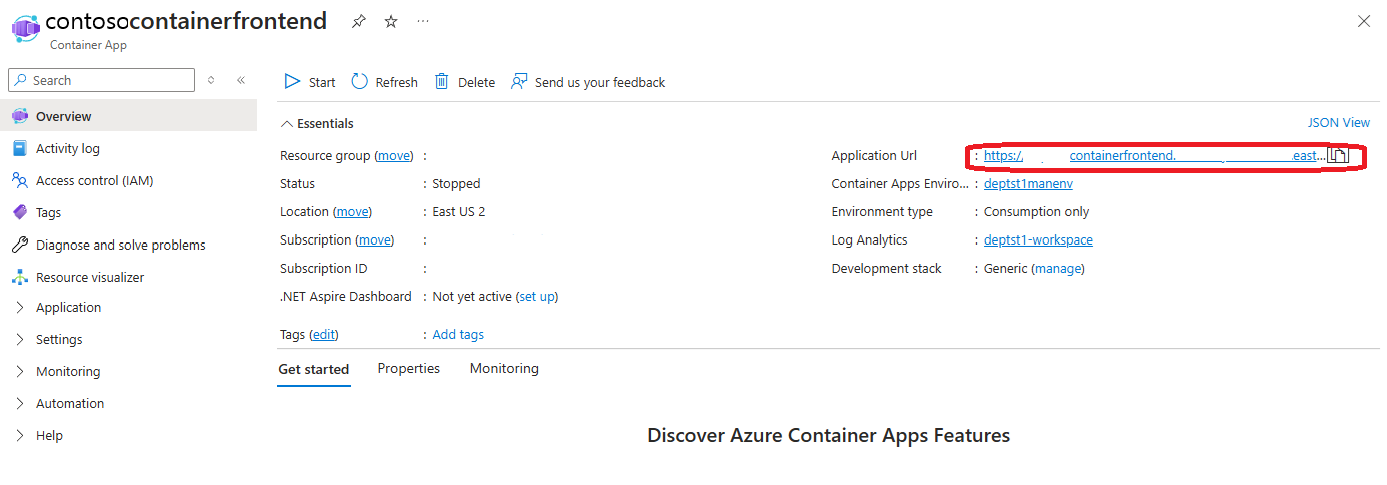 contosocontainerfrontend
Container App
Search
Start Refresh Delete Send us your feedback
Overview
Activity log
Access control (IAM)
Tags
Diagnose and solve problems
Resource visualizer
Application
Settings
Monitoring
Automation
Help
Essentials
JSON View
Resource group (move) :
Status : Stopped
Location (move) : East US 2
Subscription (move) :
Subscription ID :
.NET Aspire Dashboard : Not yet active (set up)
Tags (edit) : Add tags
Application Url : https:/ containerfrontend. .east...
Container Apps Enviro... : deptst1manenv
Environment type : Consumption only
Log Analytics : deptst1-workspace
Development stack : Generic (manage)
Get started Properties Monitoring
Discover Azure Container Apps Features